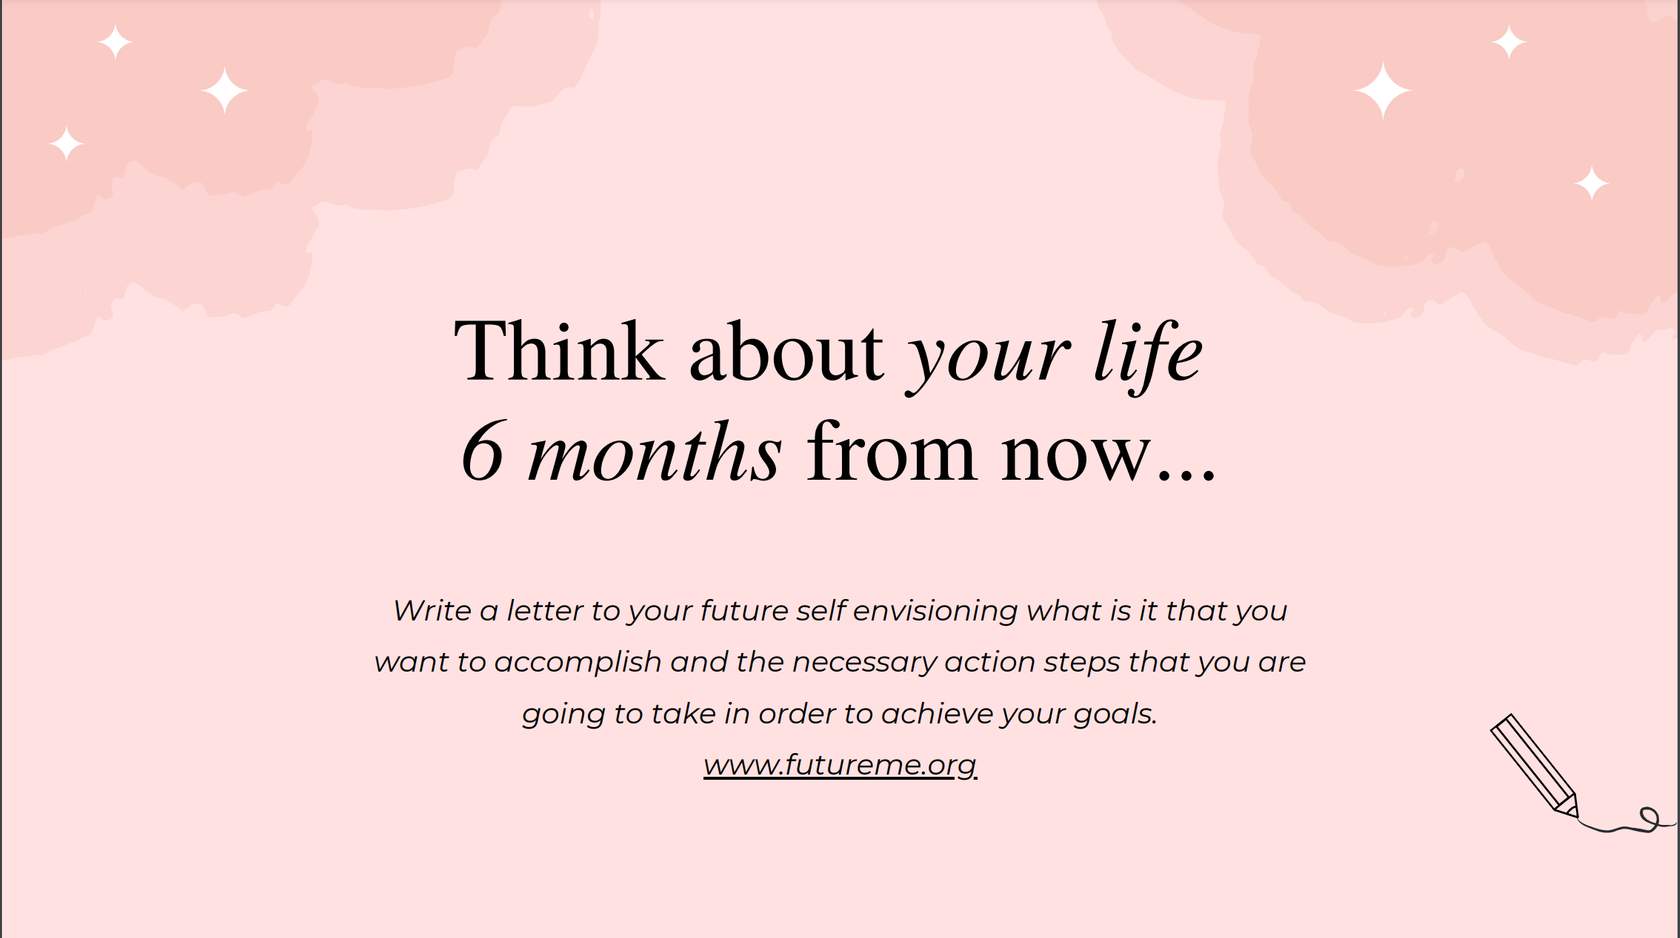 Think about your life
6 months from now...
Write a letter to your future self envisioning what is it that you
want to accomplish and the necessary action steps that you are
going to take in order to achieve your goals.
www.futureme.org